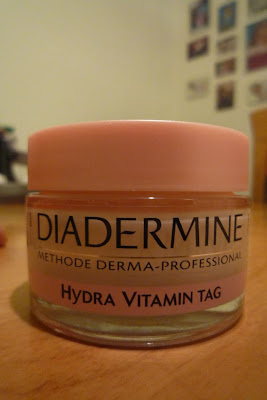 DIADERMINE
METHODE DERMA-PROFESSIONAL
HYDRA VITAMIN TAG